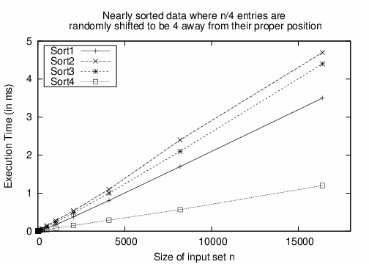 Nearly sorted data where n/4 entries are
randomly shifted to be 4 away from their proper position
5
4
3
2
1
0
Execution Time (in ms)
Sort1
Sort2
Sort3
Sort4
0
5000
10000
15000
Size of input set n